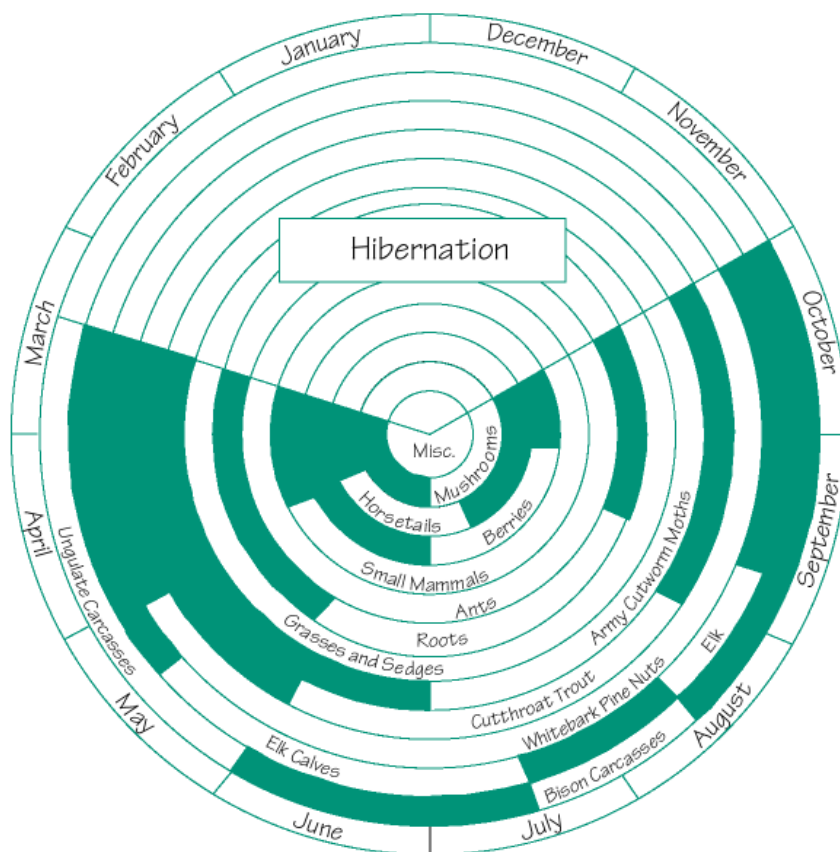 January
December
February
November
Hibernation
March
October
Misc.
Mushrooms
Horsetails
Berries
April
September
Ungulate Carcasses
Small Mammals
Ants
Army Cutworm Moths
Roots
Grasses and Sedges
Elk
Cutthroat Trout
Whitebark Pine Nuts
May
August
Elk Calves
Bison Carcasses
June
July